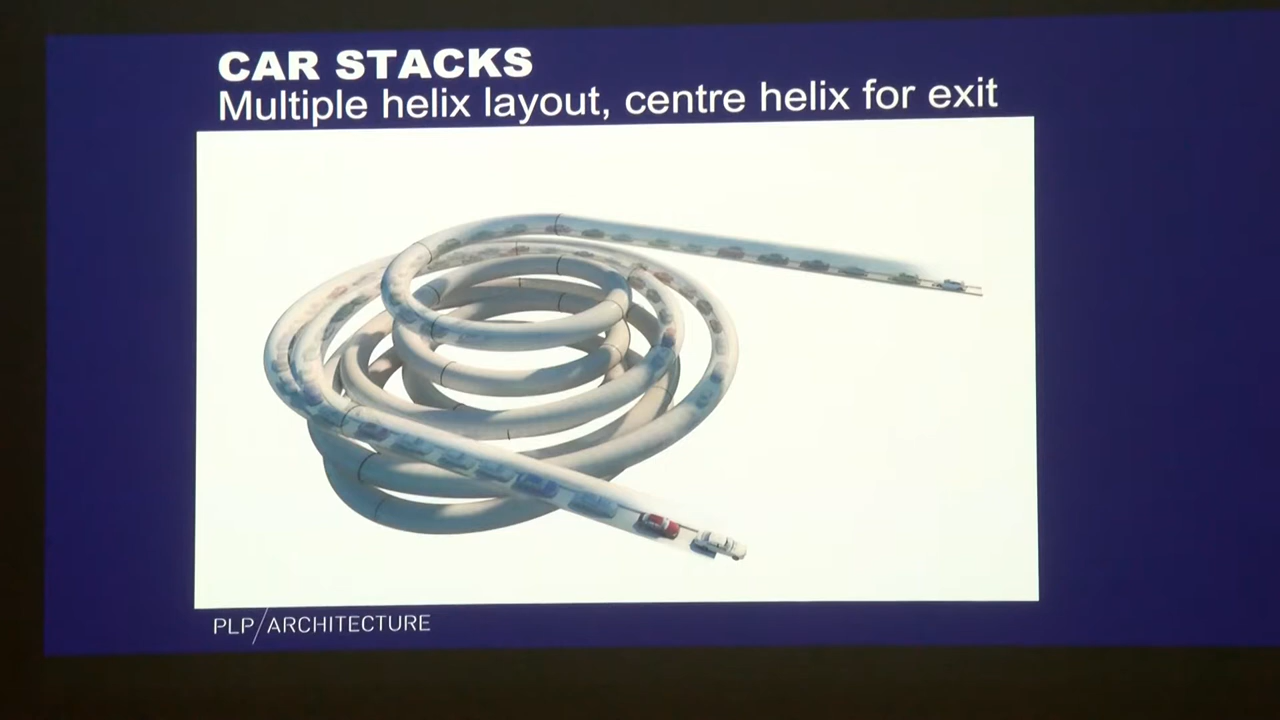 CAR STACKS
Multiple helix layout, centre helix for exit
PLP/ARCHITECTURE